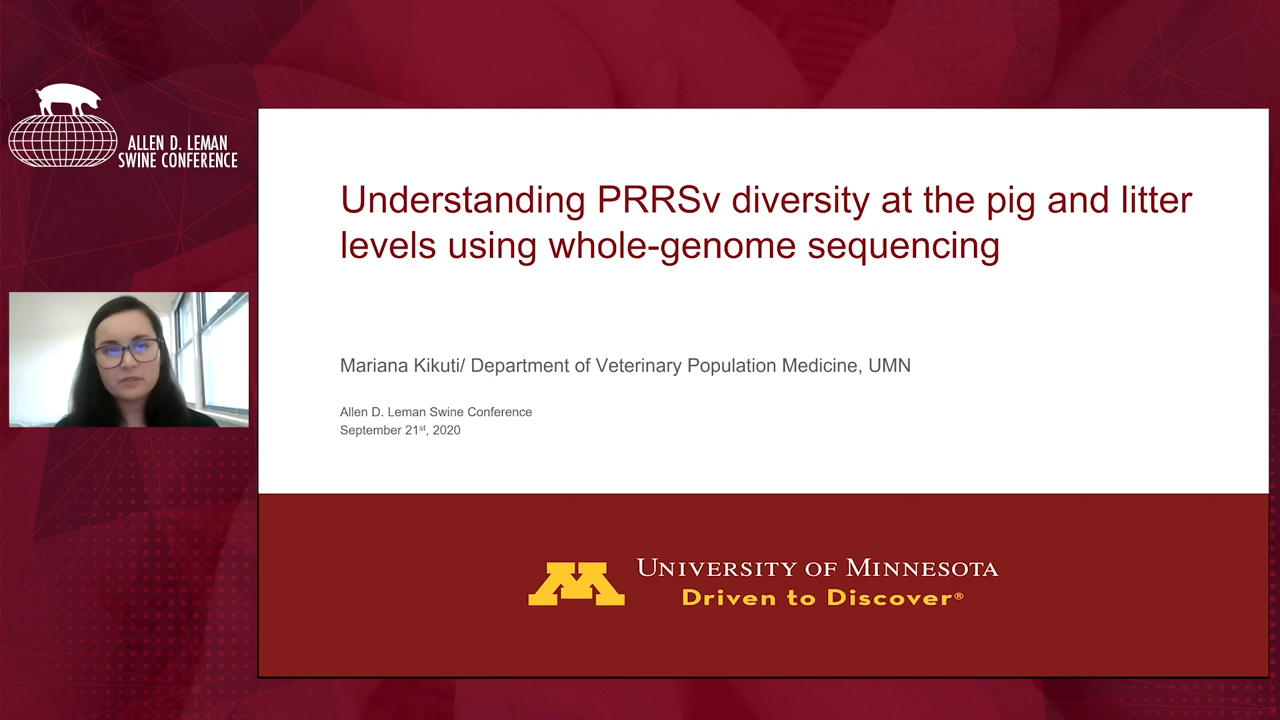 ALLEN D. LEMAN
SWINE CONFERENCE
Understanding PRRSv diversity at the pig and litter
levels using whole-genome sequencing
Mariana Kikuti/ Department of Veterinary Population Medicine, UMN
Allen D. Leman Swine Conference
September 21st, 2020
UNIVERSITY OF MINNESOTA
Driven to Discover®